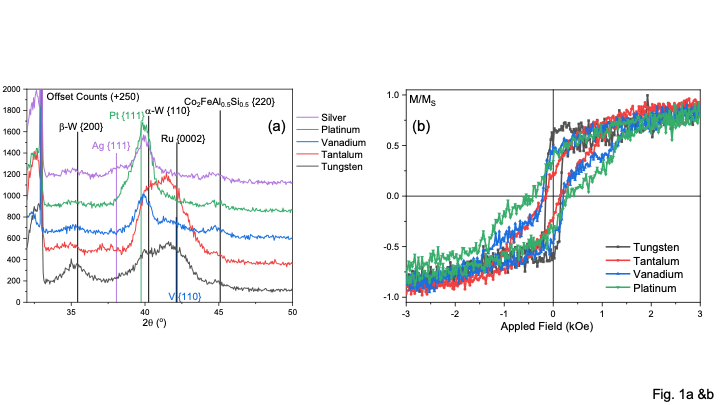 Offset Counts (+250)
Co2FeAl0.5Si0.5 {220}
Pt {111}
α-W {110}
β-W {200}
Ru {0002}
(a)
Ag {111}
V {110}
2000
1800
1600
1400
1200
1000
800
600
400
200
0
35
40
45
50
2θ (º)
Silver
Platinum
Vanadium
Tantalum
Tungsten
M/MS
(b)
1.0
0.5
0.0
-0.5
-1.0
-3
-2
-1
0
1
2
3
Appled Field (kOe)
Tungsten
Tantalum
Vanadium
Platinum
Fig. 1a &b